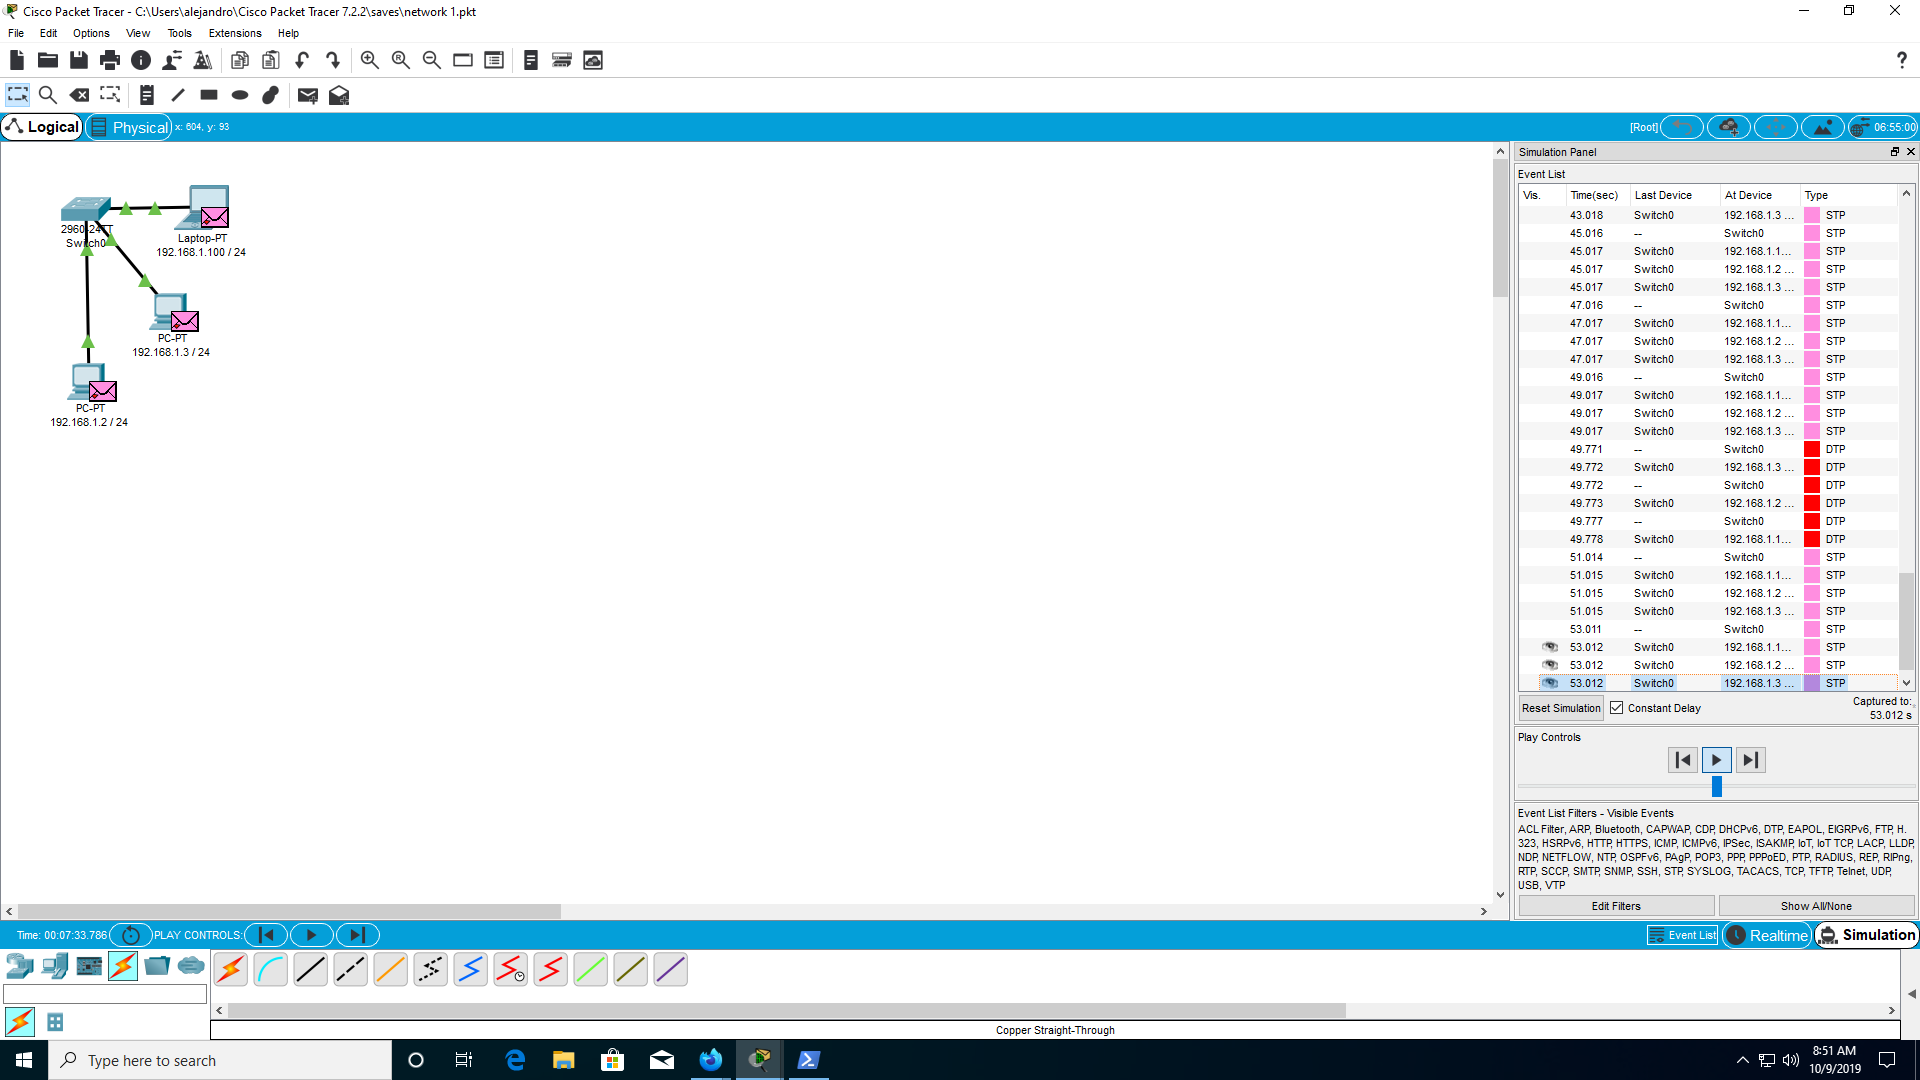 Cisco Packet Tracer - C:\Users\alejandro\Cisco Packet Tracer 7.2.2\saves\network 1.pkt
File Edit Options View Tools Extensions Help
Logical Physical x: 604, y: 93 [Root] 06:55:00
2960-24TT
Switch0
Laptop-PT
192.168.1.100 / 24
PC-PT
192.168.1.3 / 24
PC-PT
192.168.1.2 / 24
Simulation Panel
Event List
Vis. Time(sec) Last Device At Device Type
43.018 Switch0 192.168.1.3 ... STP
45.016 -- Switch0 STP
45.017 Switch0 192.168.1.1... STP
45.017 Switch0 192.168.1.2 ... STP
45.017 Switch0 192.168.1.3 ... STP
47.016 -- Switch0 STP
47.017 Switch0 192.168.1.1... STP
47.017 Switch0 192.168.1.2 ... STP
47.017 Switch0 192.168.1.3 ... STP
49.016 -- Switch0 STP
49.017 Switch0 192.168.1.1... STP
49.017 Switch0 192.168.1.2 ... STP
49.017 Switch0 192.168.1.3 ... STP
49.771 -- Switch0 DTP
49.772 Switch0 192.168.1.3 ... DTP
49.772 -- Switch0 DTP
49.773 Switch0 192.168.1.2 ... DTP
49.777 -- Switch0 DTP
49.778 Switch0 192.168.1.1... DTP
51.014 -- Switch0 STP
51.015 Switch0 192.168.1.1... STP
51.015 Switch0 192.168.1.2 ... STP
51.015 Switch0 192.168.1.3 ... STP
53.011 -- Switch0 STP
53.012 Switch0 192.168.1.1... STP
53.012 Switch0 192.168.1.2 ... STP
53.012 Switch0 192.168.1.3 ... STP
Reset Simulation Constant Delay Captured to:
53.012 s
Play Controls
Event List Filters - Visible Events
ACL Filter, ARP, Bluetooth, CAPWAP, CDP, DHCPv6, DTP, EAPOL, EIGRPv6, FTP, H.
323, HSRPv6, HTTP, HTTPS, ICMP, ICMPv6, IPSec, ISAKMP, IoT, IoT TCP, LACP, LLDP,
NDP, NETFLOW, NTP, OSPFv6, PAgP, POP3, PPP, PPPoED, PTP, RADIUS, REP, RIPng,
RTP, SCCP, SMTP, SNMP, SSH, STP, SYSLOG, TACACS, TCP, TFTP, Telnet, UDP,
USB, VTP
Edit Filters Show All/None
Time: 00:07:33.786 PLAY CONTROLS: Event List Realtime Simulation
Copper Straight-Through
Type here to search
8:51 AM
10/9/2019